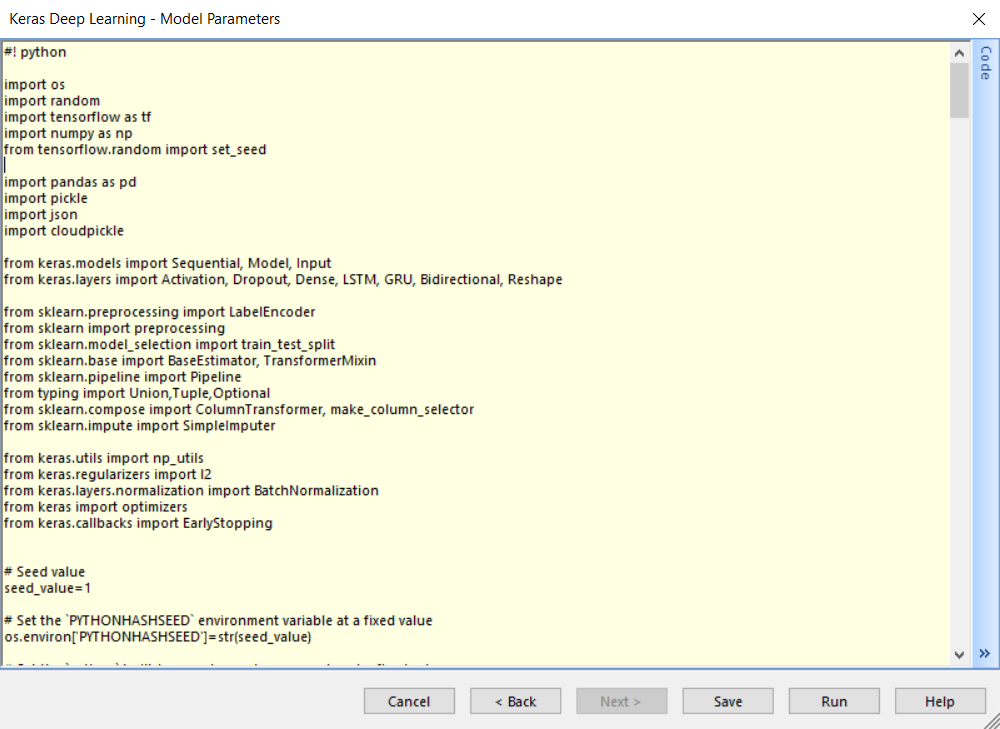 Keras Deep Learning - Model Parameters
#! python
import os
import random
import tensorflow as tf
import numpy as np
from tensorflow.random import set_seed
import pandas as pd
import pickle
import json
import cloudpickle
from keras.models import Sequential, Model, Input
from keras.layers import Activation, Dropout, Dense, LSTM, GRU, Bidirectional, Reshape
from sklearn.preprocessing import LabelEncoder
from sklearn import preprocessing
from sklearn.model_selection import train_test_split
from sklearn.base import BaseEstimator, TransformerMixin
from sklearn.pipeline import Pipeline
from typing import Union,Tuple,Optional
from sklearn.compose import ColumnTransformer, make_column_selector
from sklearn.impute import SimpleImputer
from keras.utils import np_utils
from keras.regularizers import l2
from keras.layers.normalization import BatchNormalization
from keras import optimizers
from keras.callbacks import EarlyStopping
# Seed value
seed_value=1
# Set the `PYTHONHASHSEED` environment variable at a fixed value
os.environ['PYTHONHASHSEED']=str(seed_value)
Code
Cancel
< Back
Next >
Save
Run
Help